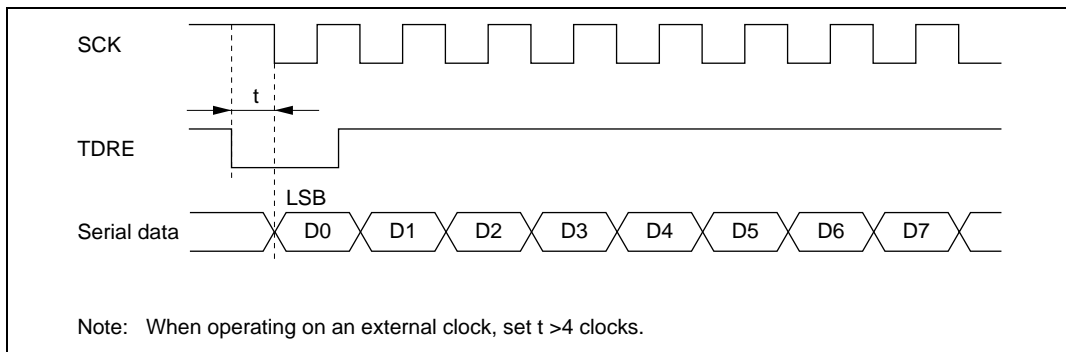 SCK
t
TDRE
LSB
Serial data
D0 D1 D2 D3 D4 D5 D6 D7
Note: When operating on an external clock, set t >4 clocks.